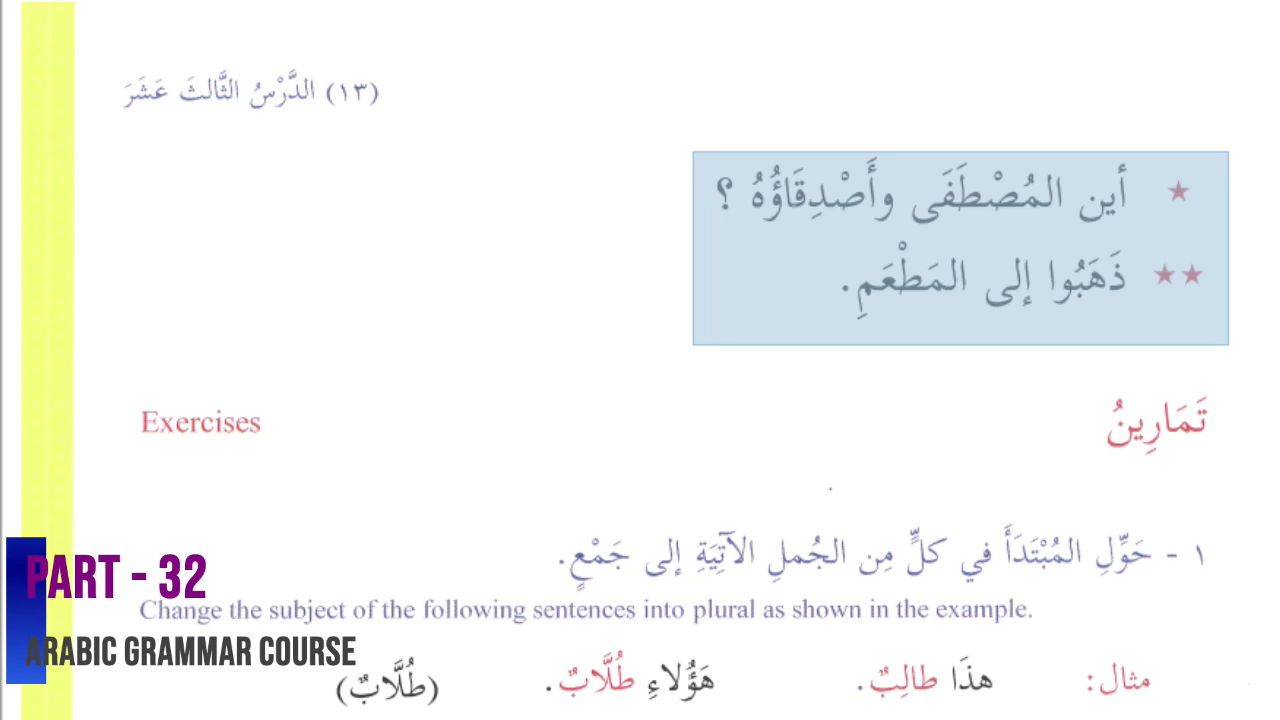 (١٣) الدَّرْسُ الثَّالثَ عَشَرَ
★ أين المُصْطَفَى وأَصْدِقَاؤُهُ ؟
★★ ذَهَبُوا إلى المَطْعَمِ.
Exercises تَمَارِينُ
١ - حَوِّلِ المُبْتَدَأَ في كلٍّ مِن الجُملِ الآتِيَةِ إلى جَمْعٍ.
PART - 32
Change the subject of the following sentences into plural as shown in the example.
ARABIC GRAMMAR COURSE
مثال: هذَا طالِبٌ. هَؤُلاءِ طُلَّابٌ. (طُلَّابٌ)